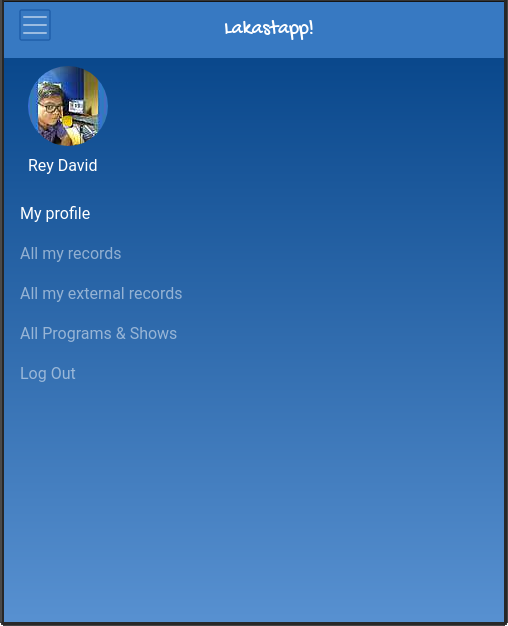 Lakastapp!
Rey David
My profile
All my records
All my external records
All Programs & Shows
Log Out